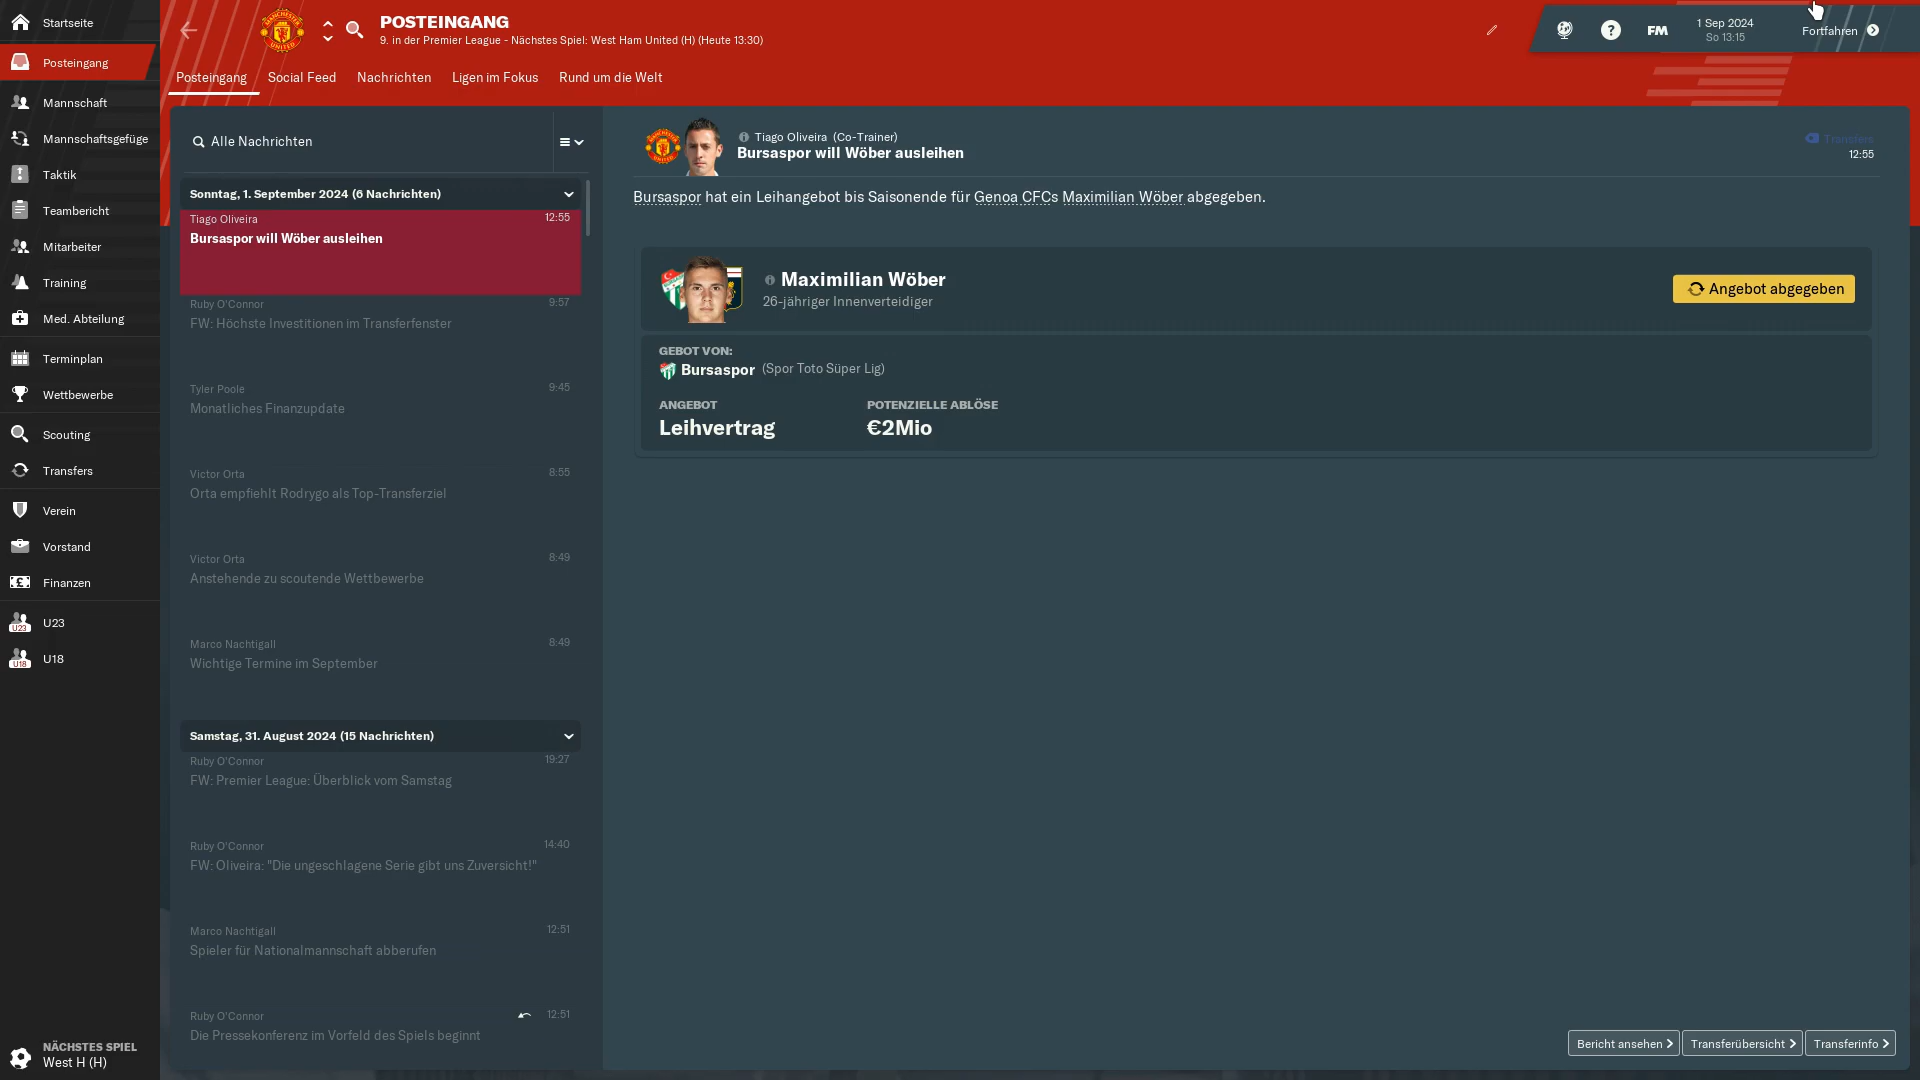 Startseite
Posteingang
Mannschaft
Mannschaftsgefüge
Taktik
Teambericht
Mitarbeiter
Training
Med. Abteilung
Terminplan
Wettbewerbe
Scouting
Transfers
Verein
Vorstand
Finanzen
U23
U23
U18
U18
NÄCHSTES SPIEL
West H (H)
POSTEINGANG
9. in der Premier League - Nächstes Spiel: West Ham United (H) (Heute 13:30)
?
FM
1 Sep 2024
So 13:15
Fortfahren
Posteingang Social Feed Nachrichten Ligen im Fokus Rund um die Welt
Alle Nachrichten
Sonntag, 1. September 2024 (6 Nachrichten)
Tiago Oliveira 12:55
Bursaspor will Wöber ausleihen
Ruby O'Connor 9:57
FW: Höchste Investitionen im Transferfenster
Tyler Poole 9:45
Monatliches Finanzupdate
Victor Orta 8:55
Orta empfiehlt Rodrygo als Top-Transferziel
Victor Orta 8:49
Anstehende zu scoutende Wettbewerbe
Marco Nachtigall 8:49
Wichtige Termine im September
Samstag, 31. August 2024 (15 Nachrichten)
Ruby O'Connor 19:27
FW: Premier League: Überblick vom Samstag
Ruby O'Connor 14:40
FW: Oliveira: "Die ungeschlagene Serie gibt uns Zuversicht!"
Marco Nachtigall 12:51
Spieler für Nationalmannschaft abberufen
Ruby O'Connor 12:51
Die Pressekonferenz im Vorfeld des Spiels beginnt
Tiago Oliveira (Co-Trainer)
Bursaspor will Wöber ausleihen
Transfers
12:55
Bursaspor hat ein Leihangebot bis Saisonende für Genoa CFCs Maximilian Wöber abgegeben.
Maximilian Wöber
26-jähriger Innenverteidiger
Angebot abgegeben
GEBOT VON:
Bursaspor (Spor Toto Süper Lig)
ANGEBOT POTENZIELLE ABLÖSE
Leihvertrag €2Mio
Bericht ansehen Transferübersicht Transferinfo